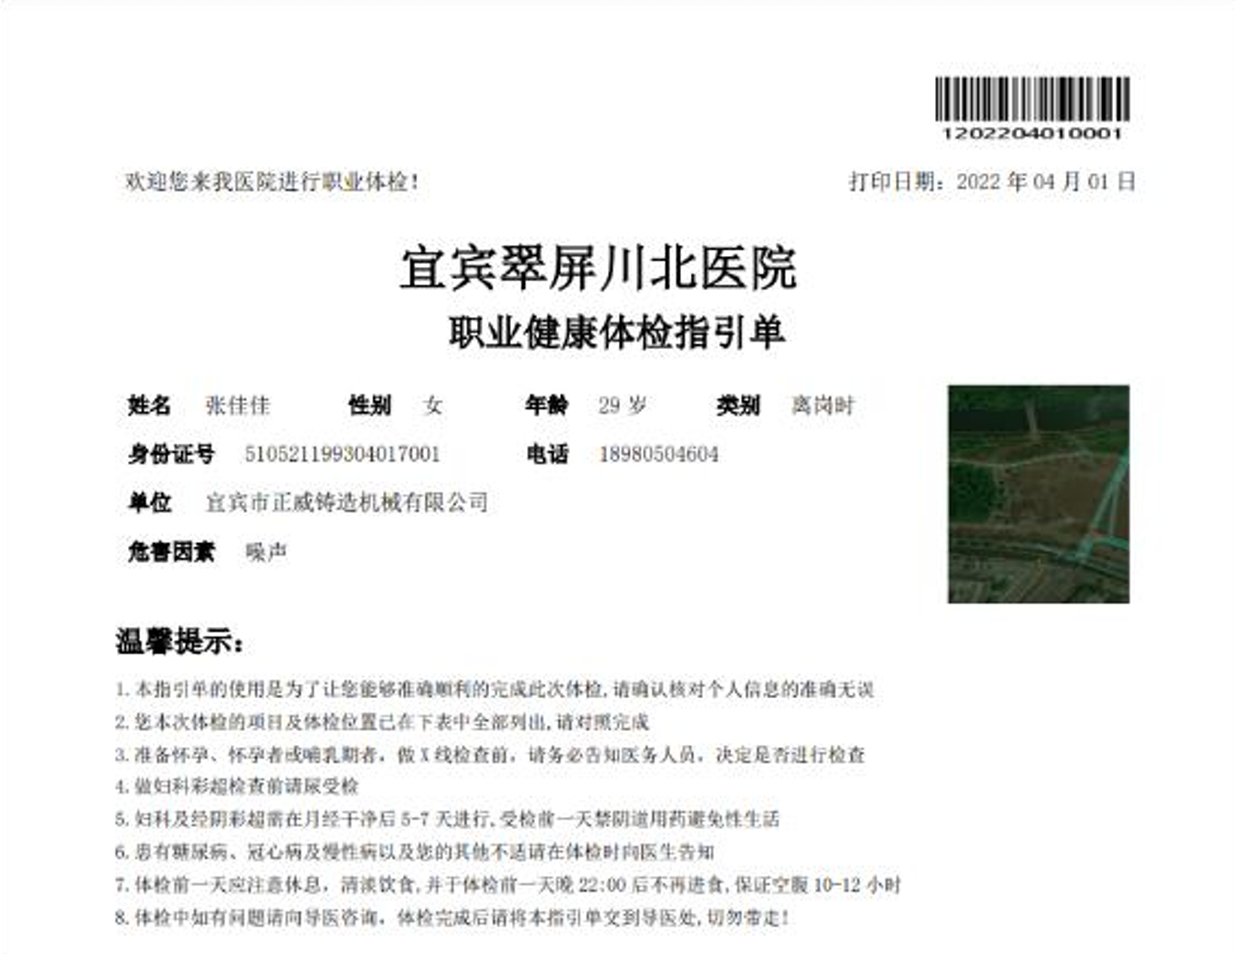 1202204010001
欢迎您来我医院进行职业体检！ 打印日期：2022 年 04 月 01 日
宜宾翠屏川北医院
职业健康体检指引单
姓名 张佳佳 性别 女 年龄 29 岁 类别 离岗时
身份证号 510521199304017001 电话 18980504604
单位 宜宾市正威铸造机械有限公司
危害因素 噪声
温馨提示：
1.本指引单的使用是为了让您能够准确顺利的完成此次体检,请确认核对个人信息的准确无误
2.您本次体检的项目及体检位置已在下表中全部列出,请对照完成
3.准备怀孕、怀孕者或哺乳期者，做 X 线检查前，请务必告知医务人员，决定是否进行检查
4.做妇科彩超检查前请尿受检
5.妇科及经阴彩超需在月经干净后 5-7 天进行,受检前一天禁阴道用药避免性生活
6.患有糖尿病、冠心病及慢性病以及您的其他不适请在体检时向医生告知
7.体检前一天应注意休息，清淡饮食,并于体检前一天晚 22:00 后不再进食,保证空腹 10-12 小时
8.体检中如有问题请向导医咨询，体检完成后请将本指引单交到导医处,切勿带走！